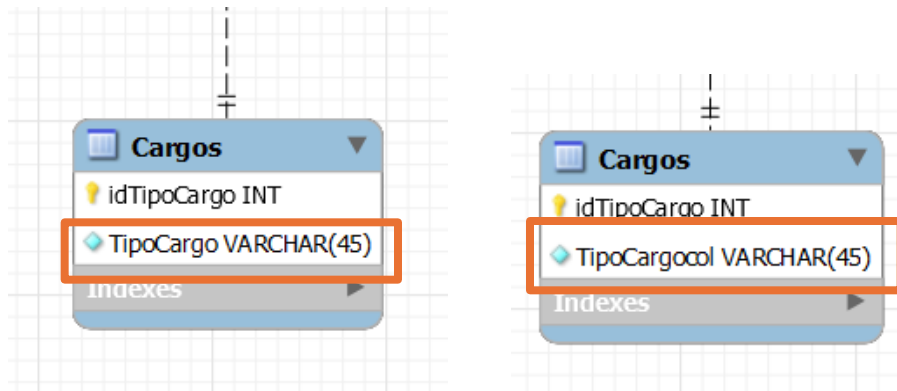 Cargos
idTipoCargo INT
TipoCargo VARCHAR(45)
Indexes
Cargos
idTipoCargo INT
TipoCargocol VARCHAR(45)
Indexes